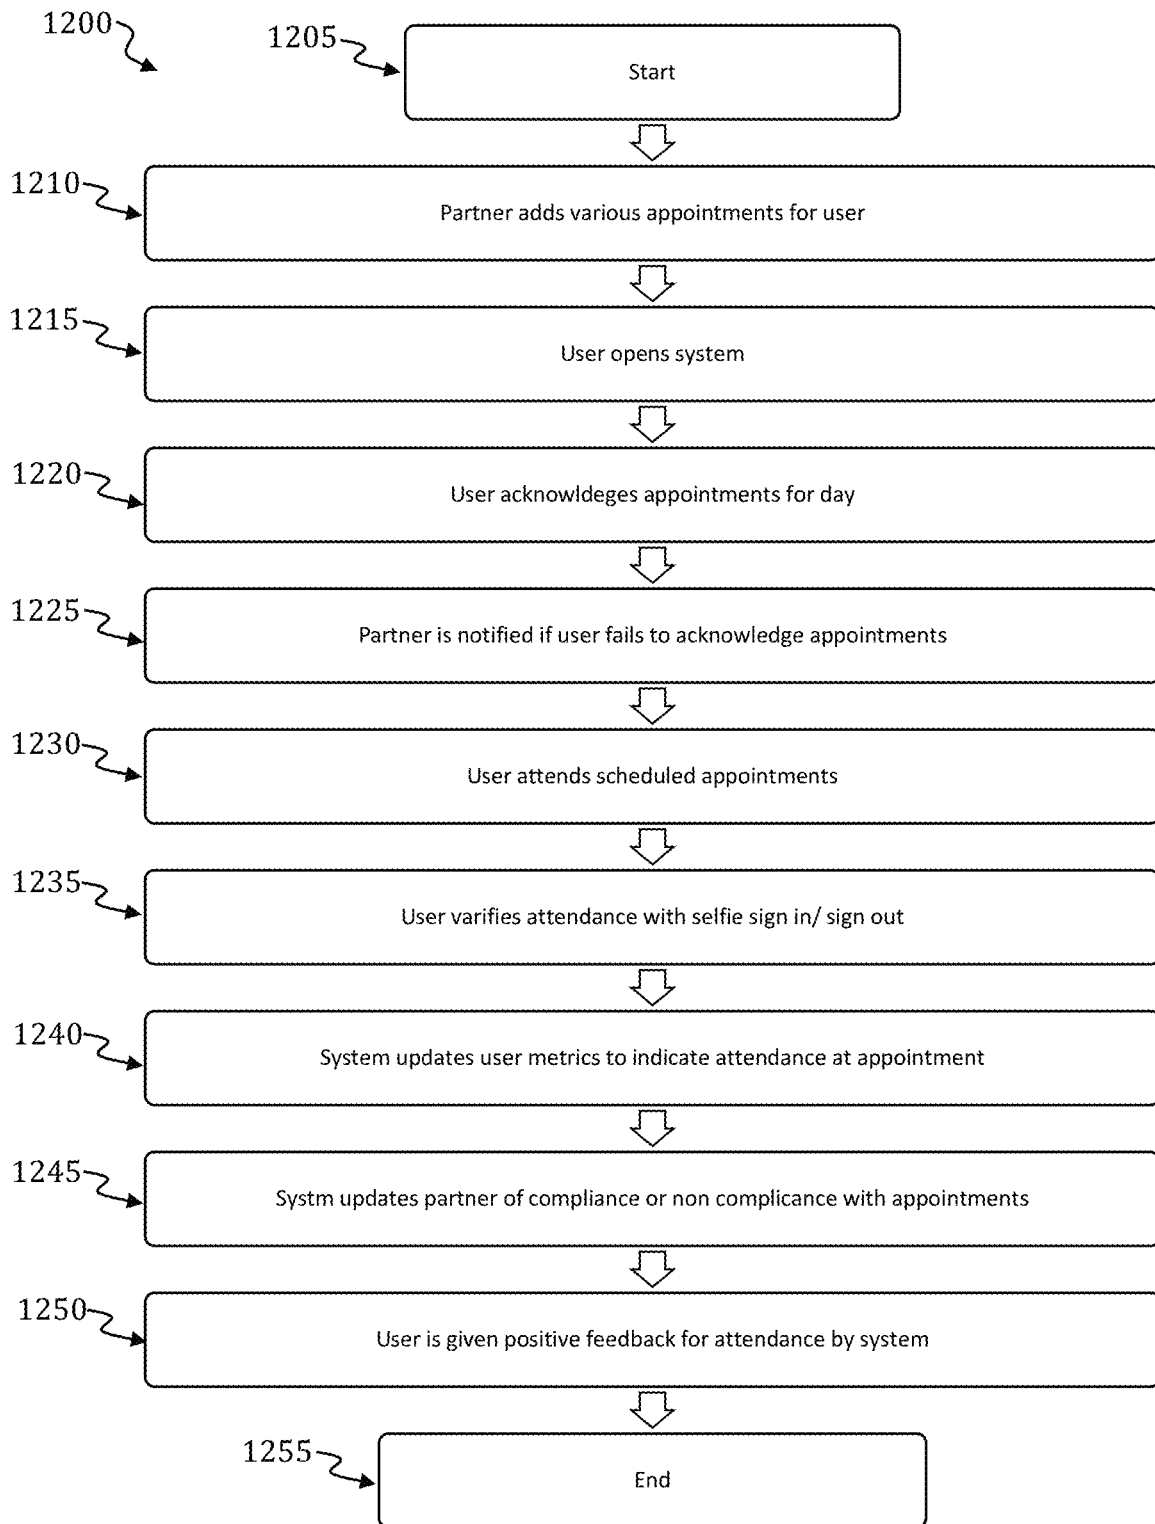 1200
1205
Start
1210
Partner adds various appointments for user
1215
User opens system
1220
User acknowldeges appointments for day
1225
Partner is notified if user fails to acknowledge appointments
1230
User attends scheduled appointments
1235
User varifies attendance with selfie sign in/ sign out
1240
System updates user metrics to indicate attendance at appointment
1245
Systm updates partner of compliance or non complicance with appointments
1250
User is given positive feedback for attendance by system
1255
End